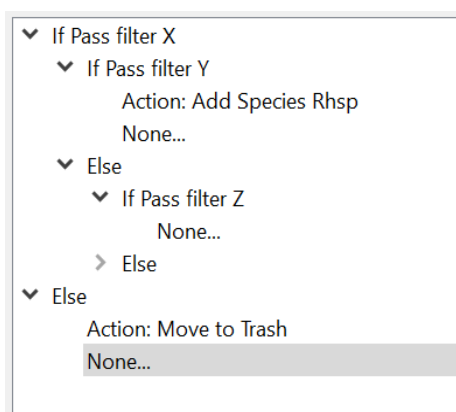 If Pass filter X
If Pass filter Y
Action: Add Species Rhsp
None...
Else
If Pass filter Z
None...
Else
Else
Action: Move to Trash
None...